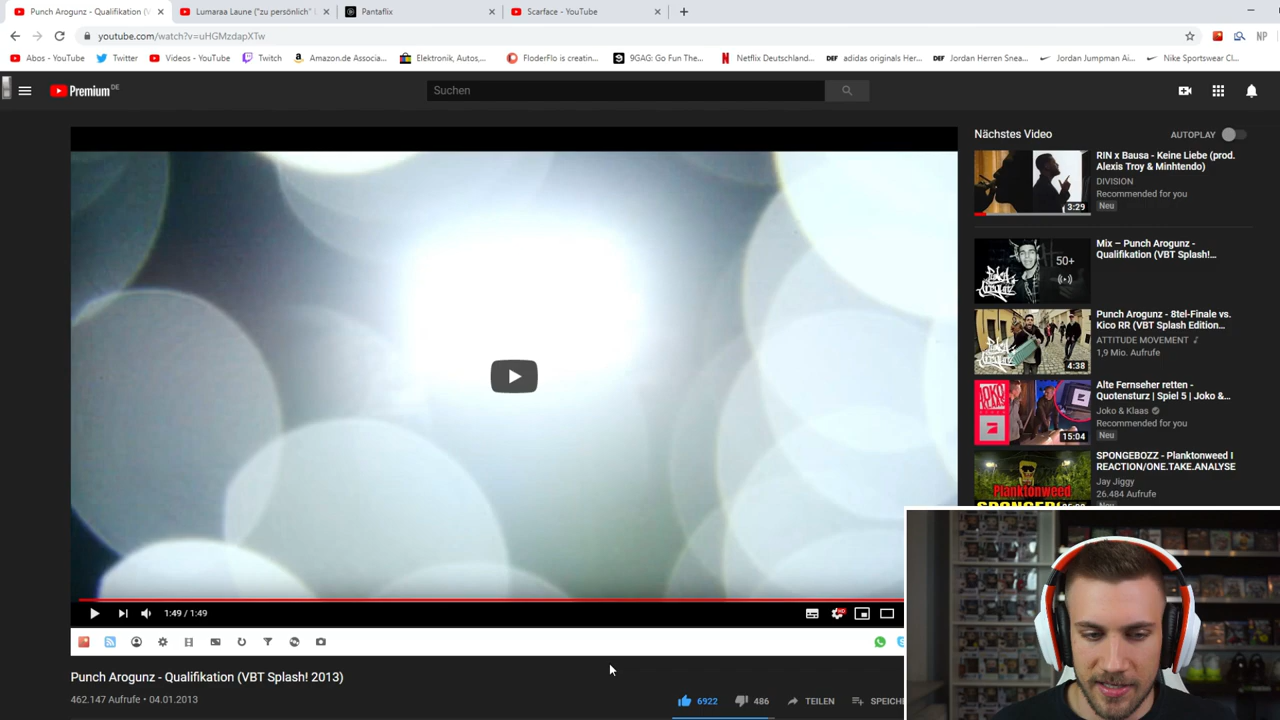 Punch Arogunz - Qualifikation (V
Lumaraa Laune ("zu persönlich"
Pantaflix
Scarface - YouTube
youtube.com/watch?v=uHGMzdapXTw
NP
Abos - YouTube
Twitter
Videos - YouTube
Twitch
Amazon.de Associa...
Elektronik, Autos,...
FloderFlo is creatin...
9GAG: Go Fun The...
Netflix Deutschland...
adidas originals Her...
Jordan Herren Snea...
Jordan Jumpman Ai...
Nike Sportswear Cl...
Premium DE
Suchen
Nächstes Video
AUTOPLAY
RIN x Bausa - Keine Liebe (prod.
Alexis Troy & Minhtendo)
DIVISION
Recommended for you
Neu
3:29
Mix – Punch Arogunz -
Qualifikation (VBT Splash!...
50+
Punch Arogunz - 8tel-Finale vs.
Kico RR (VBT Splash Edition...
ATTITUDE MOVEMENT
1,9 Mio. Aufrufe
4:38
Alte Fernseher retten -
Quotensturz | Spiel 5 | Joko &...
Joko & Klaas
Recommended for you
Neu
15:04
SPONGEBOZZ - Planktonweed I
REACTION/ONE.TAKE.ANALYSE
Jay Jiggy
26.484 Aufrufe
Planktonweed
1:49 / 1:49
Punch Arogunz - Qualifikation (VBT Splash! 2013)
462.147 Aufrufe • 04.01.2013
6922
486
TEILEN
SPEICHE